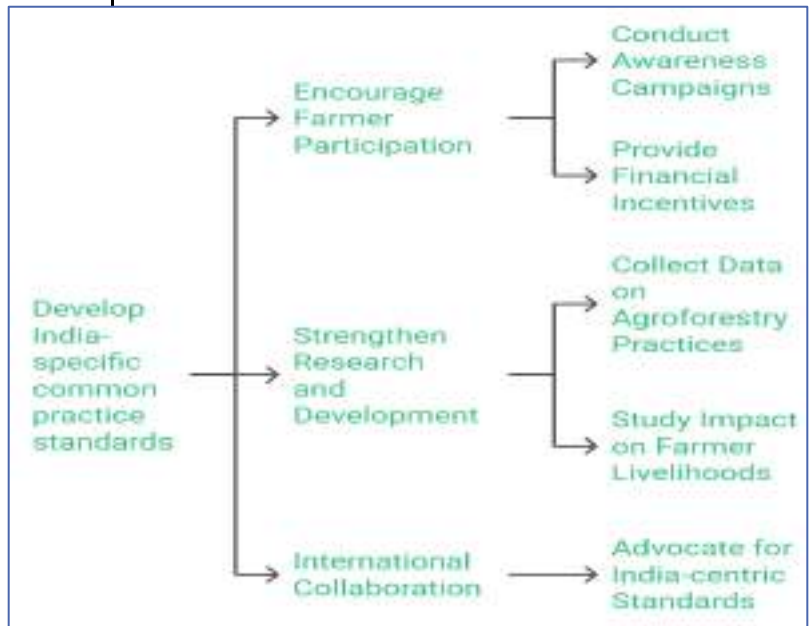 Develop
India-
specific
common
practice
standards
Encourage
Farmer
Participation
Conduct
Awareness
Campaigns
Provide
Financial
Incentives
Strengthen
Research
and
Development
Collect Data
on
Agroforestry
Practices
Study Impact
on Farmer
Livelihoods
International
Collaboration
Advocate for
India-centric
Standards